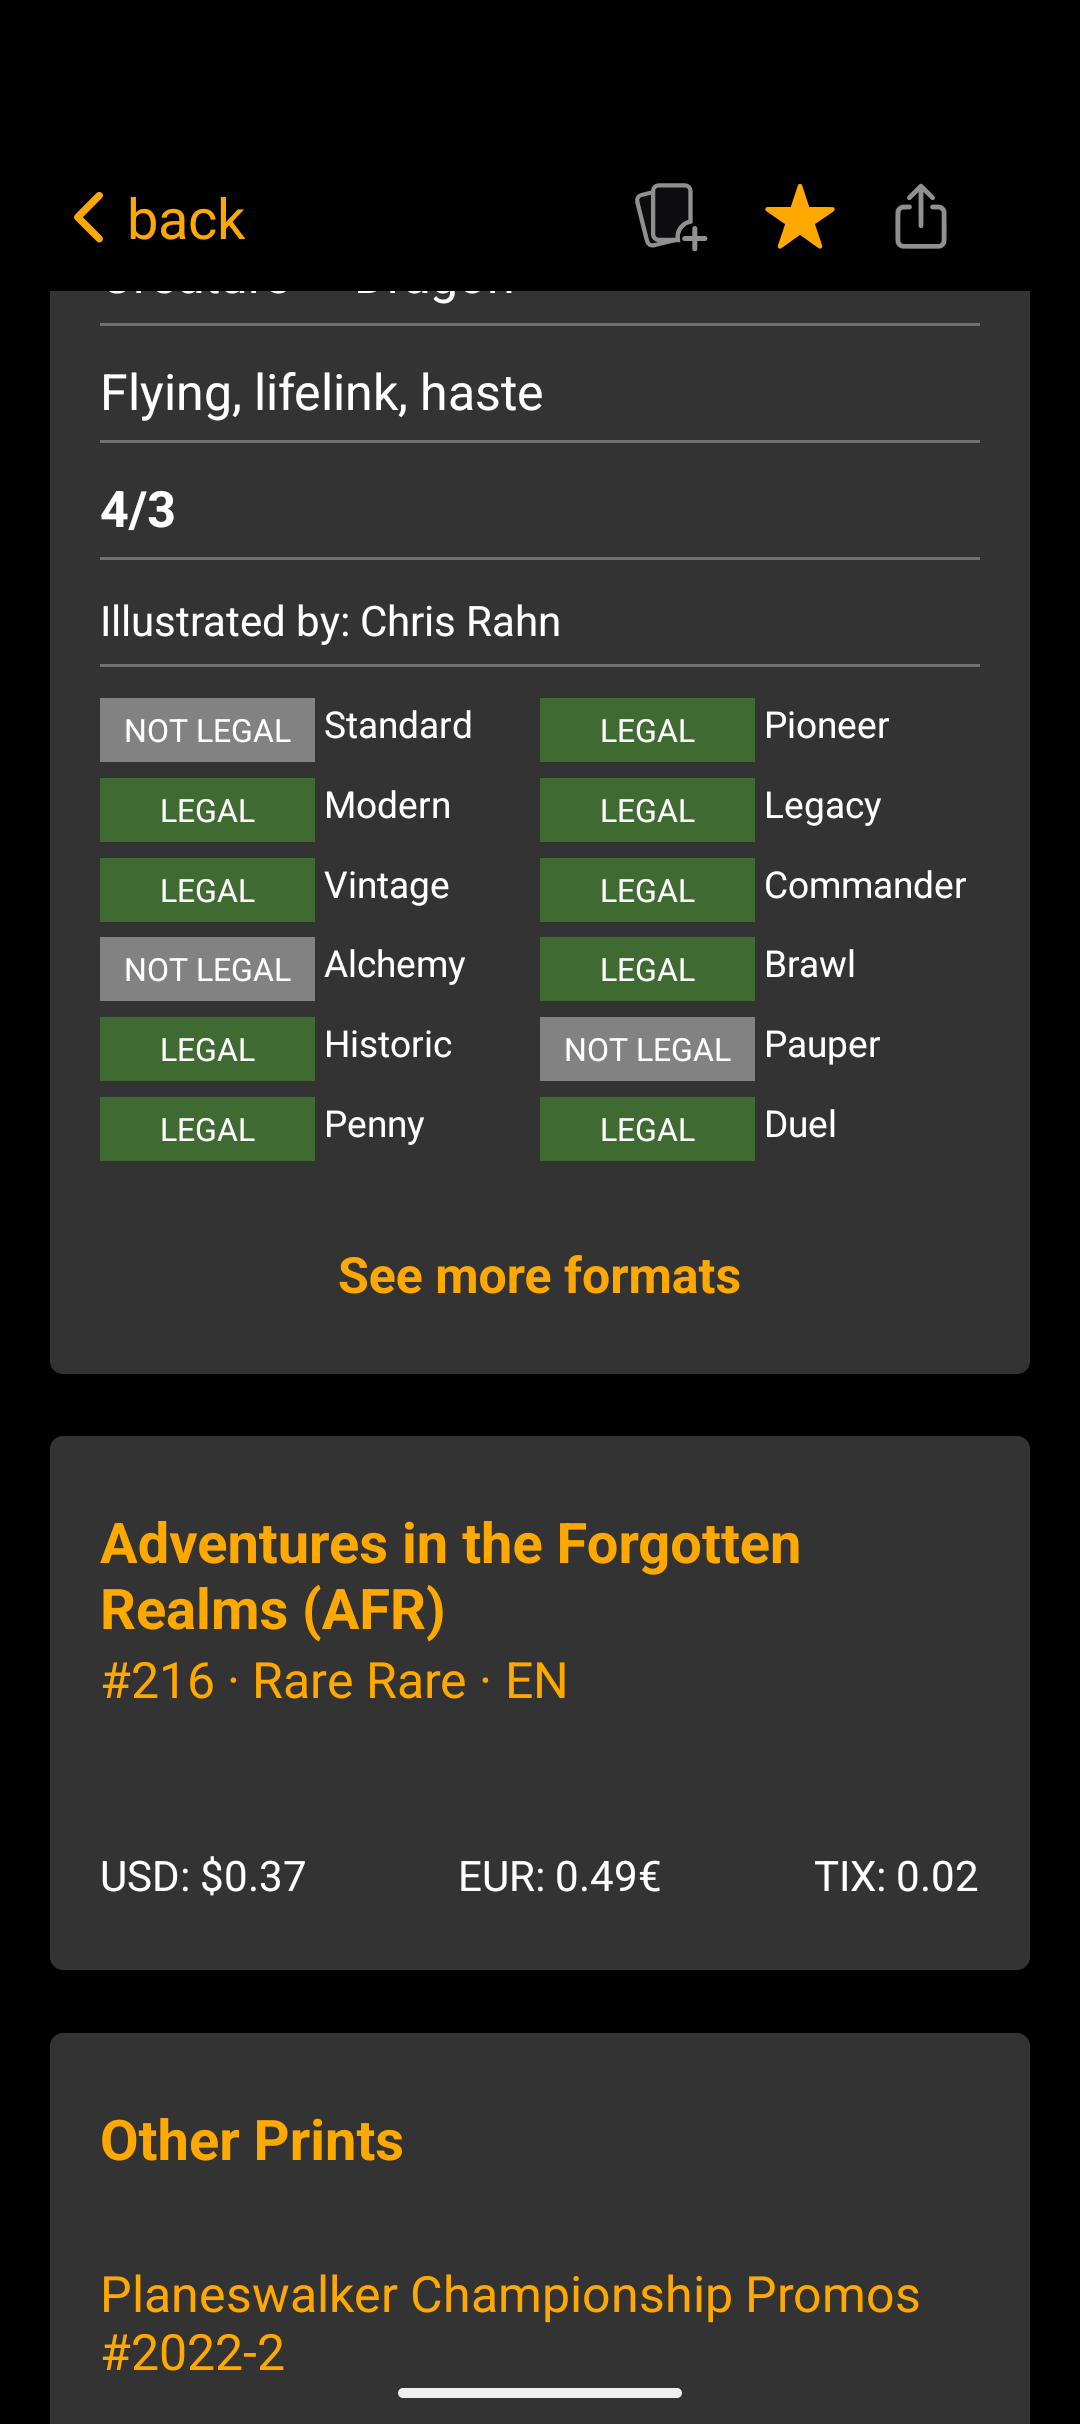 back
Creature — Dragon
Flying, lifelink, haste
4/3
Illustrated by: Chris Rahn
NOT LEGAL Standard LEGAL Pioneer
LEGAL Modern LEGAL Legacy
LEGAL Vintage LEGAL Commander
NOT LEGAL Alchemy LEGAL Brawl
LEGAL Historic NOT LEGAL Pauper
LEGAL Penny LEGAL Duel
See more formats
Adventures in the Forgotten
Realms (AFR)
#216 · Rare Rare · EN
USD: $0.37 EUR: 0.49€ TIX: 0.02
Other Prints
Planeswalker Championship Promos
#2022-2